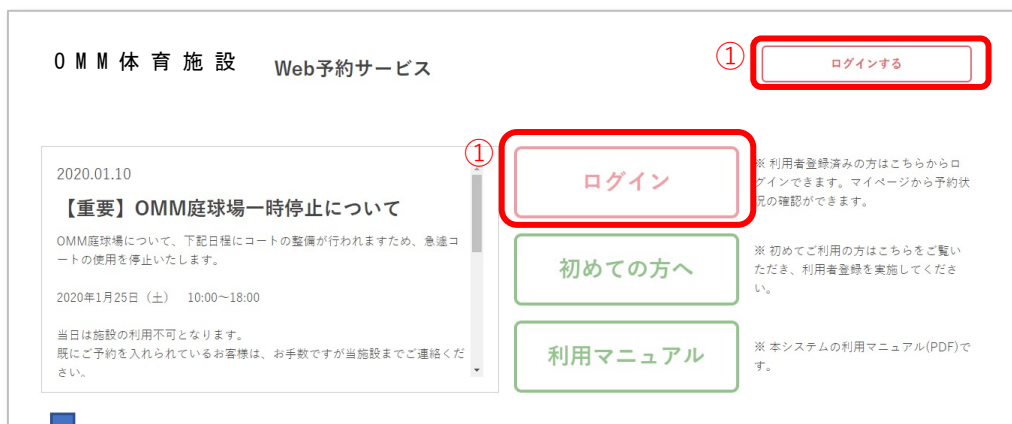 OMM体育施設 Web予約サービス
① ログインする
2020.01.10
【重要】OMM庭球場一時停止について
OMM庭球場について、下記日程にコートの整備が行われますため、急遽コ
ートの使用を停止いたします。
2020年1月25日（土） 10:00～18:00
当日は施設の利用不可となります。
既にご予約を入れられているお客様は、お手数ですが当施設までご連絡くだ
さい。
① ログイン
※ 利用者登録済みの方はこちらからロ
グインできます。マイページから予約状
況の確認ができます。
初めての方へ
※ 初めてご利用の方はこちらをご覧い
ただき、利用者登録を実施してくださ
い。
利用マニュアル
※ 本システムの利用マニュアル(PDF)で
す。